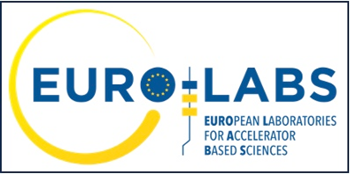 EURO-LABS
EUROPEAN LABORATORIES
FOR ACCELERATOR
BASED SCIENCES